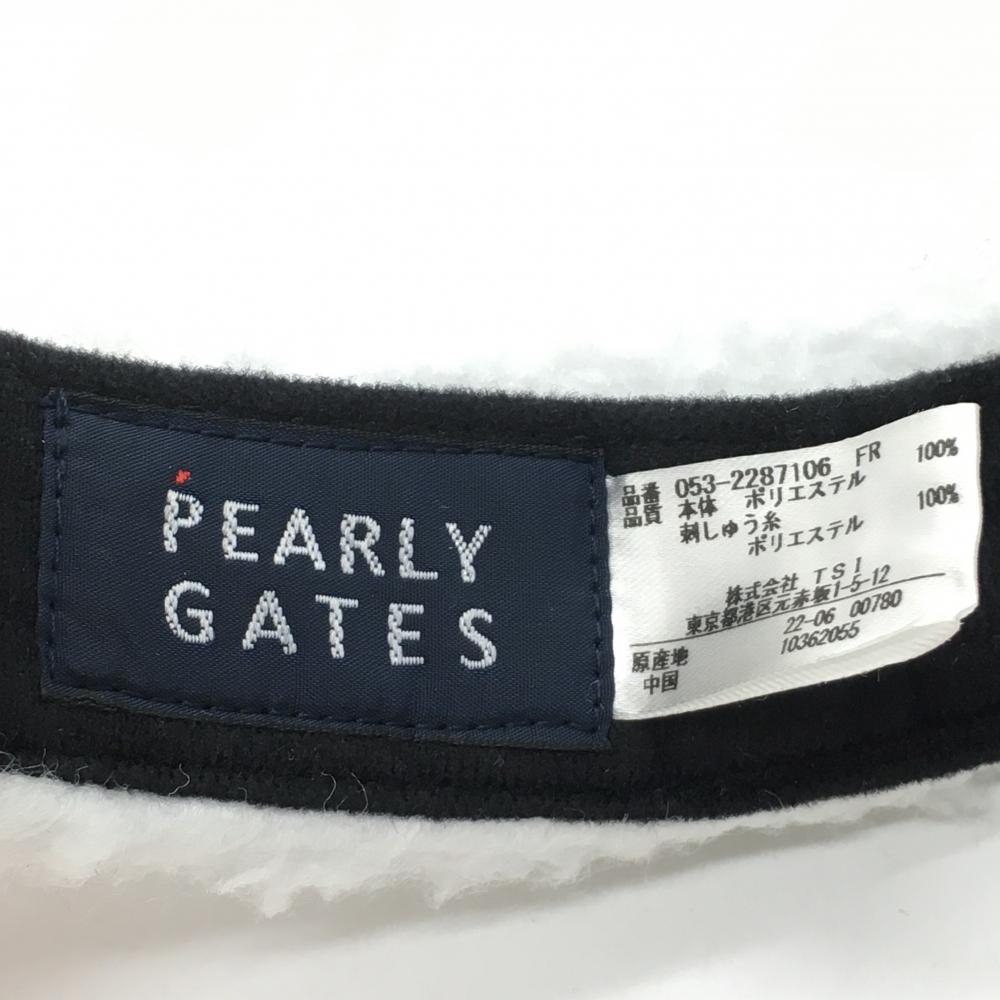 PEARLY
GATES
品番 053-2287106 FR
品質 本体 ポリエステル 100%
刺しゅう糸
ポリエステル 100%
株式会社 TSI
東京都港区元赤坂1-5-12
22-06 00780
10362055
原産地
中国